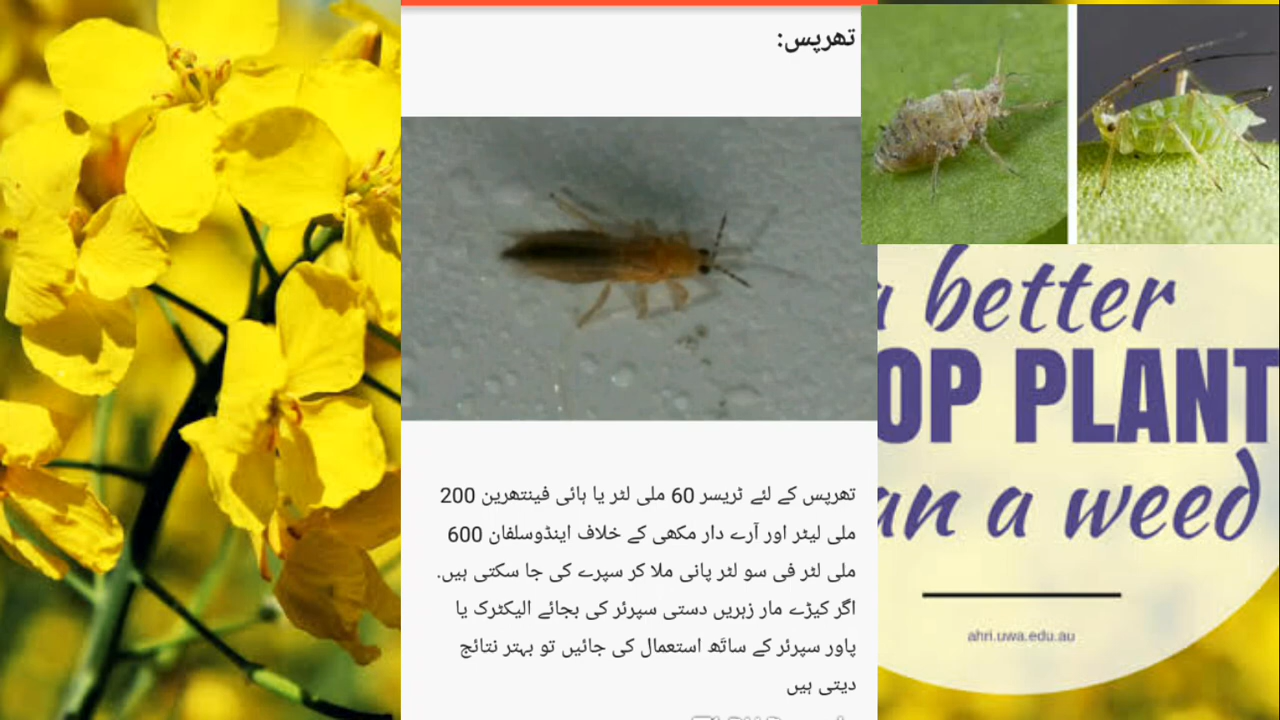 تھرپس:
تھرپس کے لئے ٹریسر 60 ملی لٹر یا ہائی فینتھرین 200
ملی لیٹر اور آرے دار مکھی کے خلاف اینڈوسلفان 600
ملی لٹر فی سو لٹر پانی ملا کر سپرے کی جا سکتی ہیں.
اگر کیڑے مار زہریں دستی سپرئر کی بجائے الیکٹرک یا
پاور سپرئر کے ساتھ استعمال کی جائیں تو بہتر نتائج
دیتی ہیں
a better
OP PLANT
an a weed
ahri.uwa.edu.au